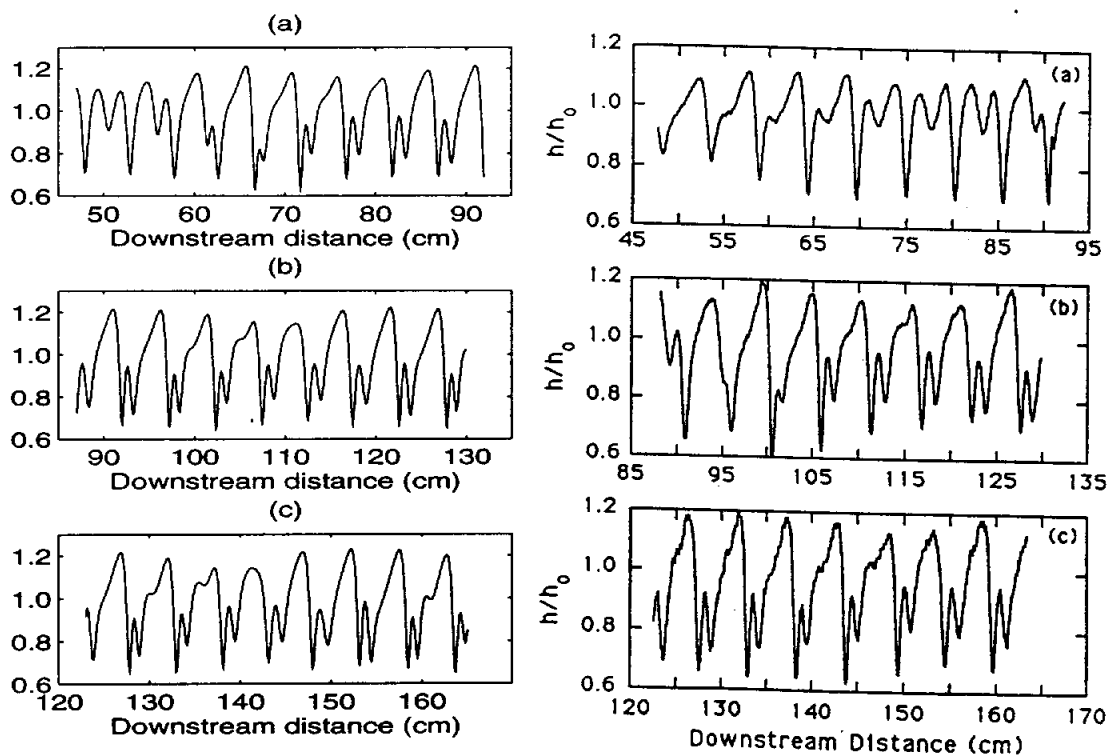 (a)
1.2
1.0
0.8
0.6
50 60 70 80 90
Downstream distance (cm)
(b)
1.2
1.0
0.8
0.6
90 100 110 120 130
Downstream distance (cm)
(c)
1.2
1.0
0.8
0.6
120 130 140 150 160
Downstream distance (cm)
1.2
(a)
h/h0
1.0
0.8
0.6
45 55 65 75 85 95
1.2
(b)
h/h0
1.0
0.8
0.6
85 95 105 115 125 135
1.2
(c)
h/h0
1.0
0.8
0.6
120 130 140 150 160 170
Downstream Distance (cm)